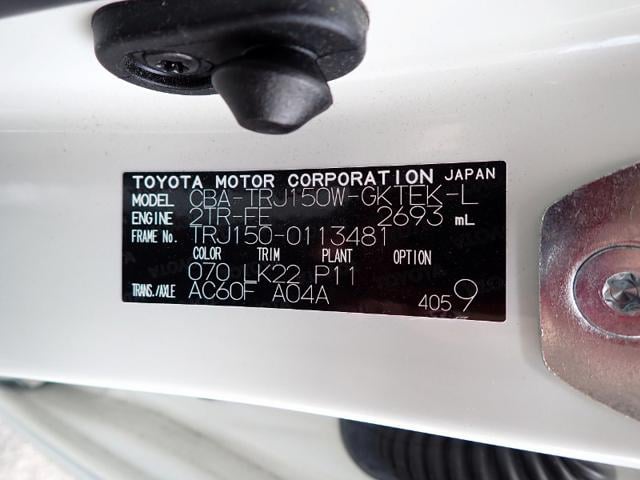 TOYOTA MOTOR CORPORATION JAPAN
MODEL CBA-TRJ150W-GKTEK-L
ENGINE 2TR-FE 2693 mL
FRAME No. TRJ150-0113481
COLOR TRIM PLANT OPTION
070 LK22 P11
TRANS./AXLE AC60F A04A 4059